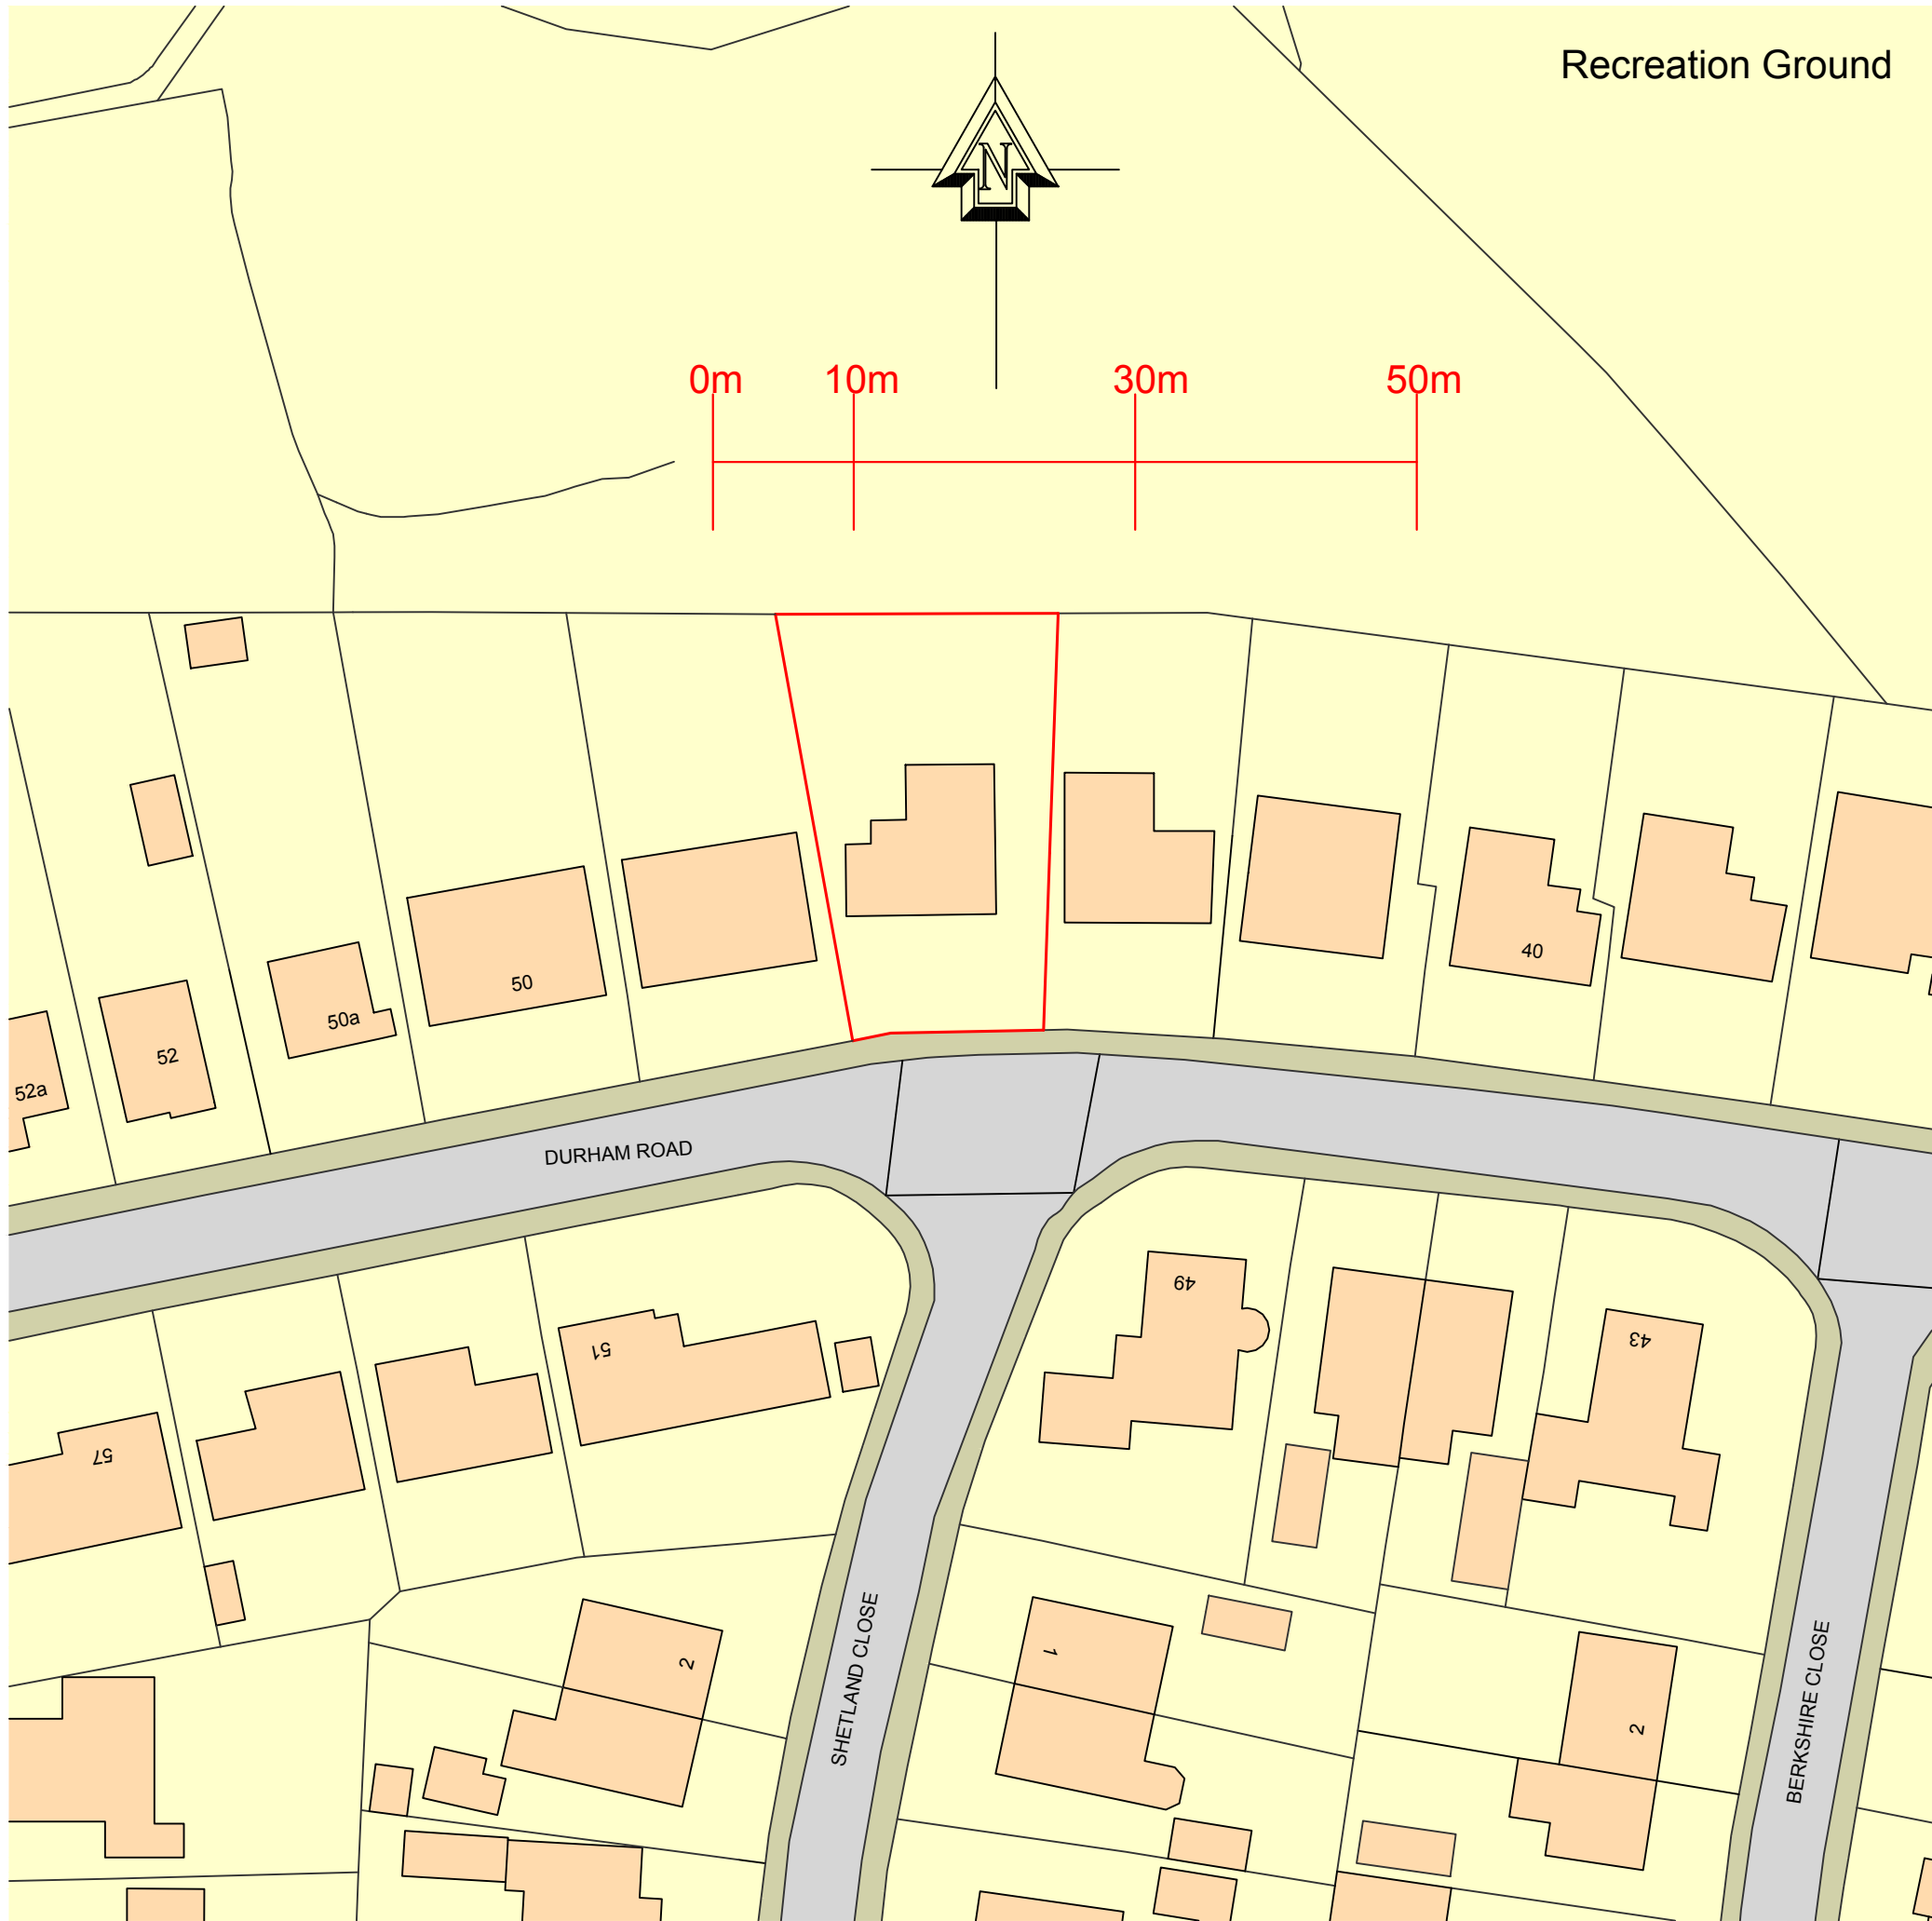 Recreation Ground
N
0m 10m 30m 50m
50
50a
52
52a
40
DURHAM ROAD
49
43
51
57
SHETLAND CLOSE
BERKSHIRE CLOSE
2
1
2